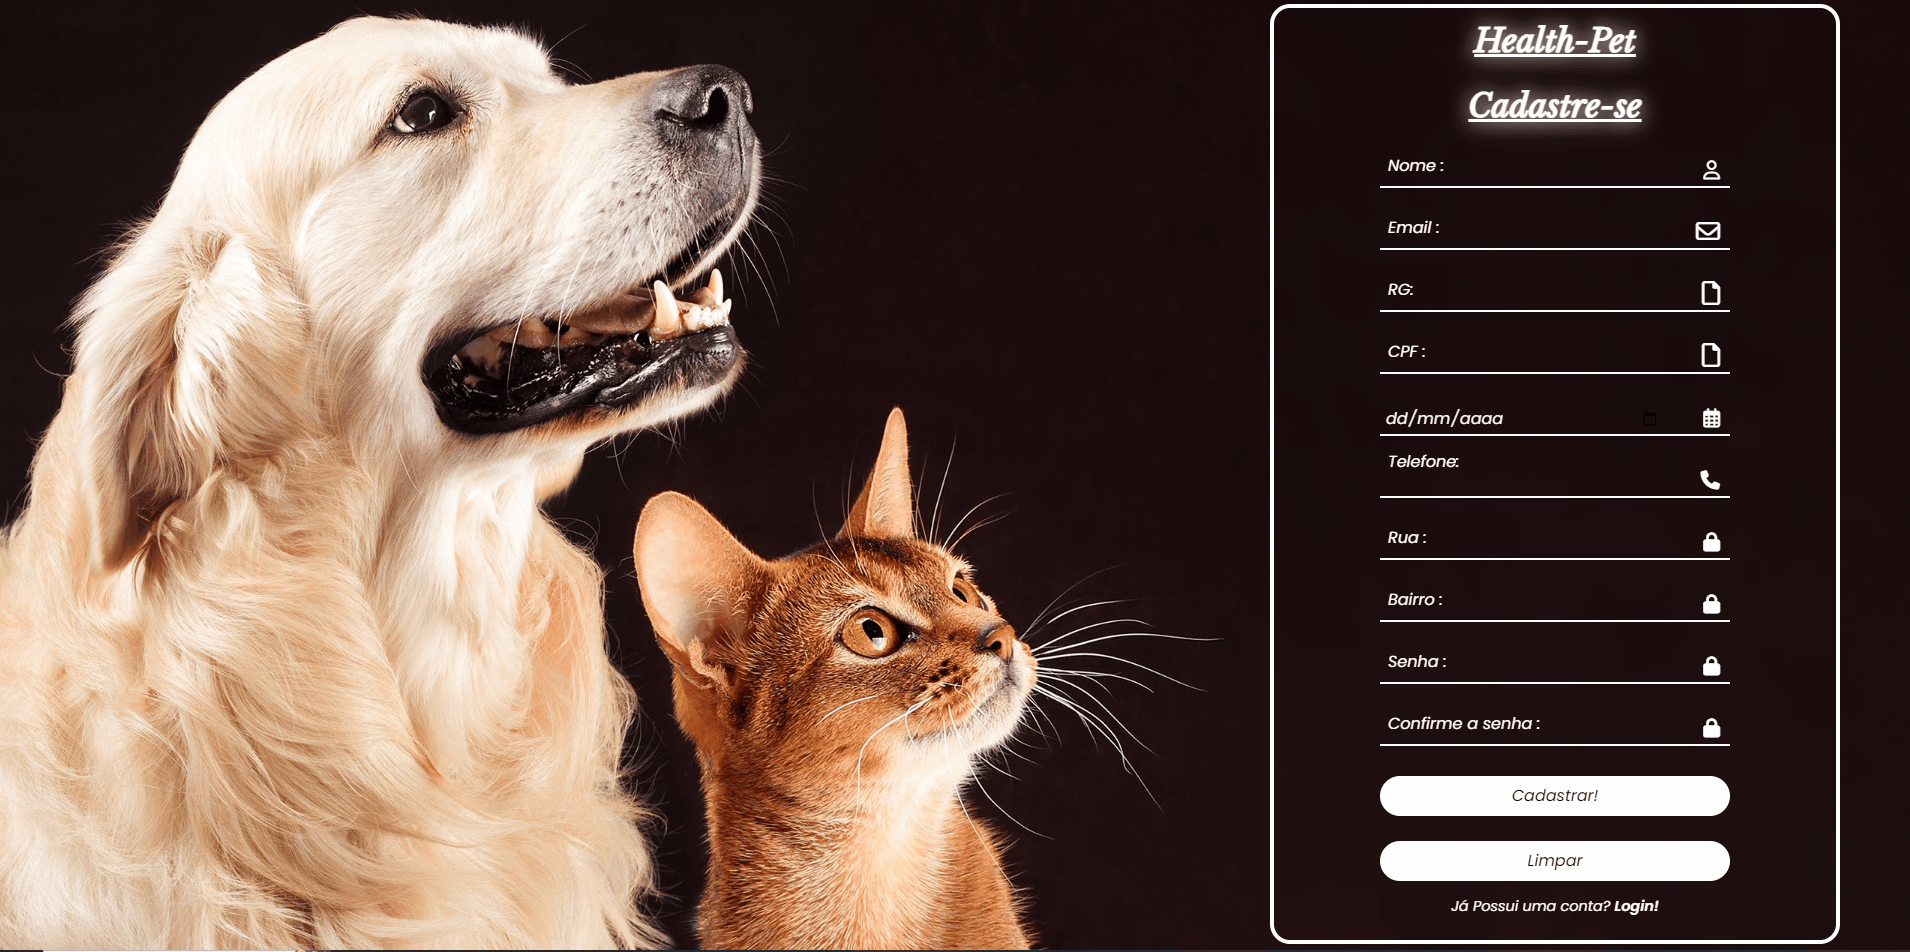 Health-Pet
Cadastre-se
Nome :
Email :
RG:
CPF :
dd/mm/aaaa
Telefone:
Rua :
Bairro :
Senha :
Confirme a senha :
Cadastrar!
Limpar
Já Possui uma conta? Login!